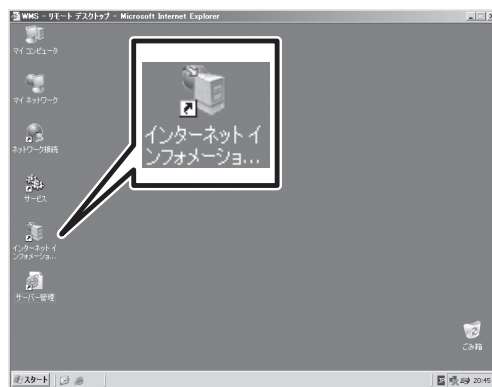 WMS - リモート デスクトップ - Microsoft Internet Explorer
マイ コンピュータ
マイ ネットワーク
ネットワーク接続
サービス
インターネット イ
ンフォメーショ...
サーバー管理
インターネット イ
ンフォメーショ...
ごみ箱
スタート
JP
20:45